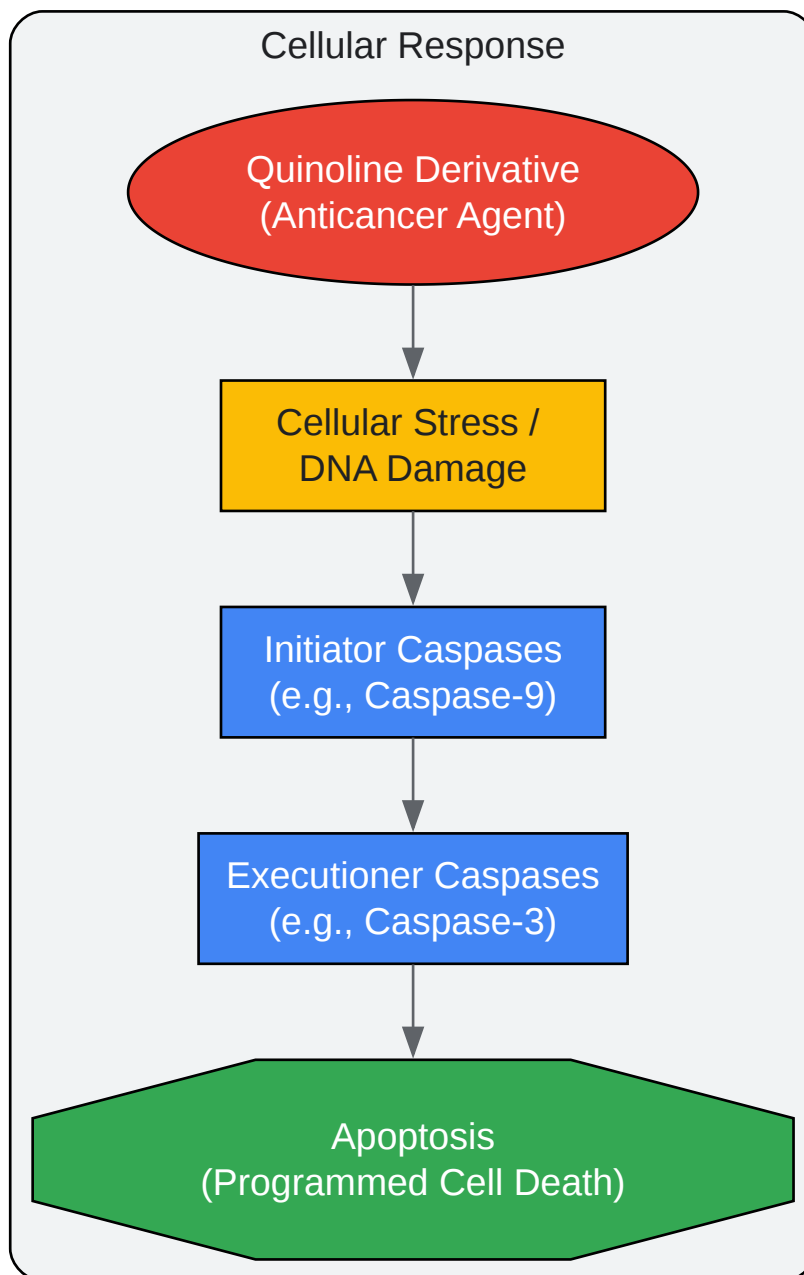 Cellular Response
Quinoline Derivative
(Anticancer Agent)
Cellular Stress /
DNA Damage
Initiator Caspases
(e.g., Caspase-9)
Executioner Caspases
(e.g., Caspase-3)
Apoptosis
(Programmed Cell Death)